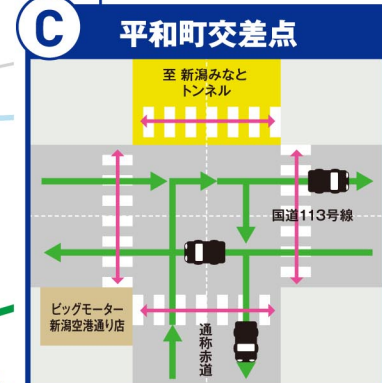 C 平和町交差点
至 新潟みなと
トンネル
国道113号線
ビッグモーター
新潟空港通り店
通称赤道